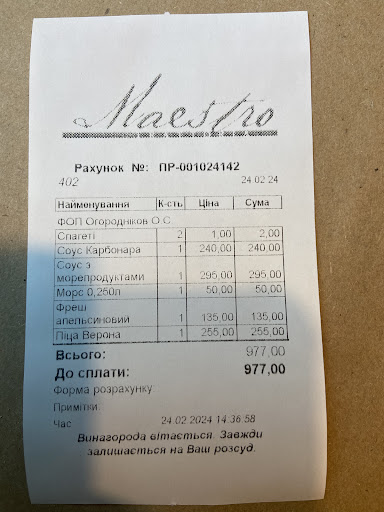 Maestro
Рахунок №: ПР-001024142
402 24.02.24
Найменування К-сть Ціна Сума
ФОП Огородніков О.С
Спагеті 2 1,00 2,00
Соус Карбонара 1 240,00 240,00
Соус з
морепродуктами 1 295,00 295,00
Морс 0,250л 1 50,00 50,00
Фреш
апельсиновий 1 135,00 135,00
Піца Верона 1 255,00 255,00
Всього: 977,00
До сплати: 977,00
Форма розрахунку
Примітки:
Час 24.02.2024 14:36:58
Винагорода вітається. Завжди
залишається на Ваш розсуд.